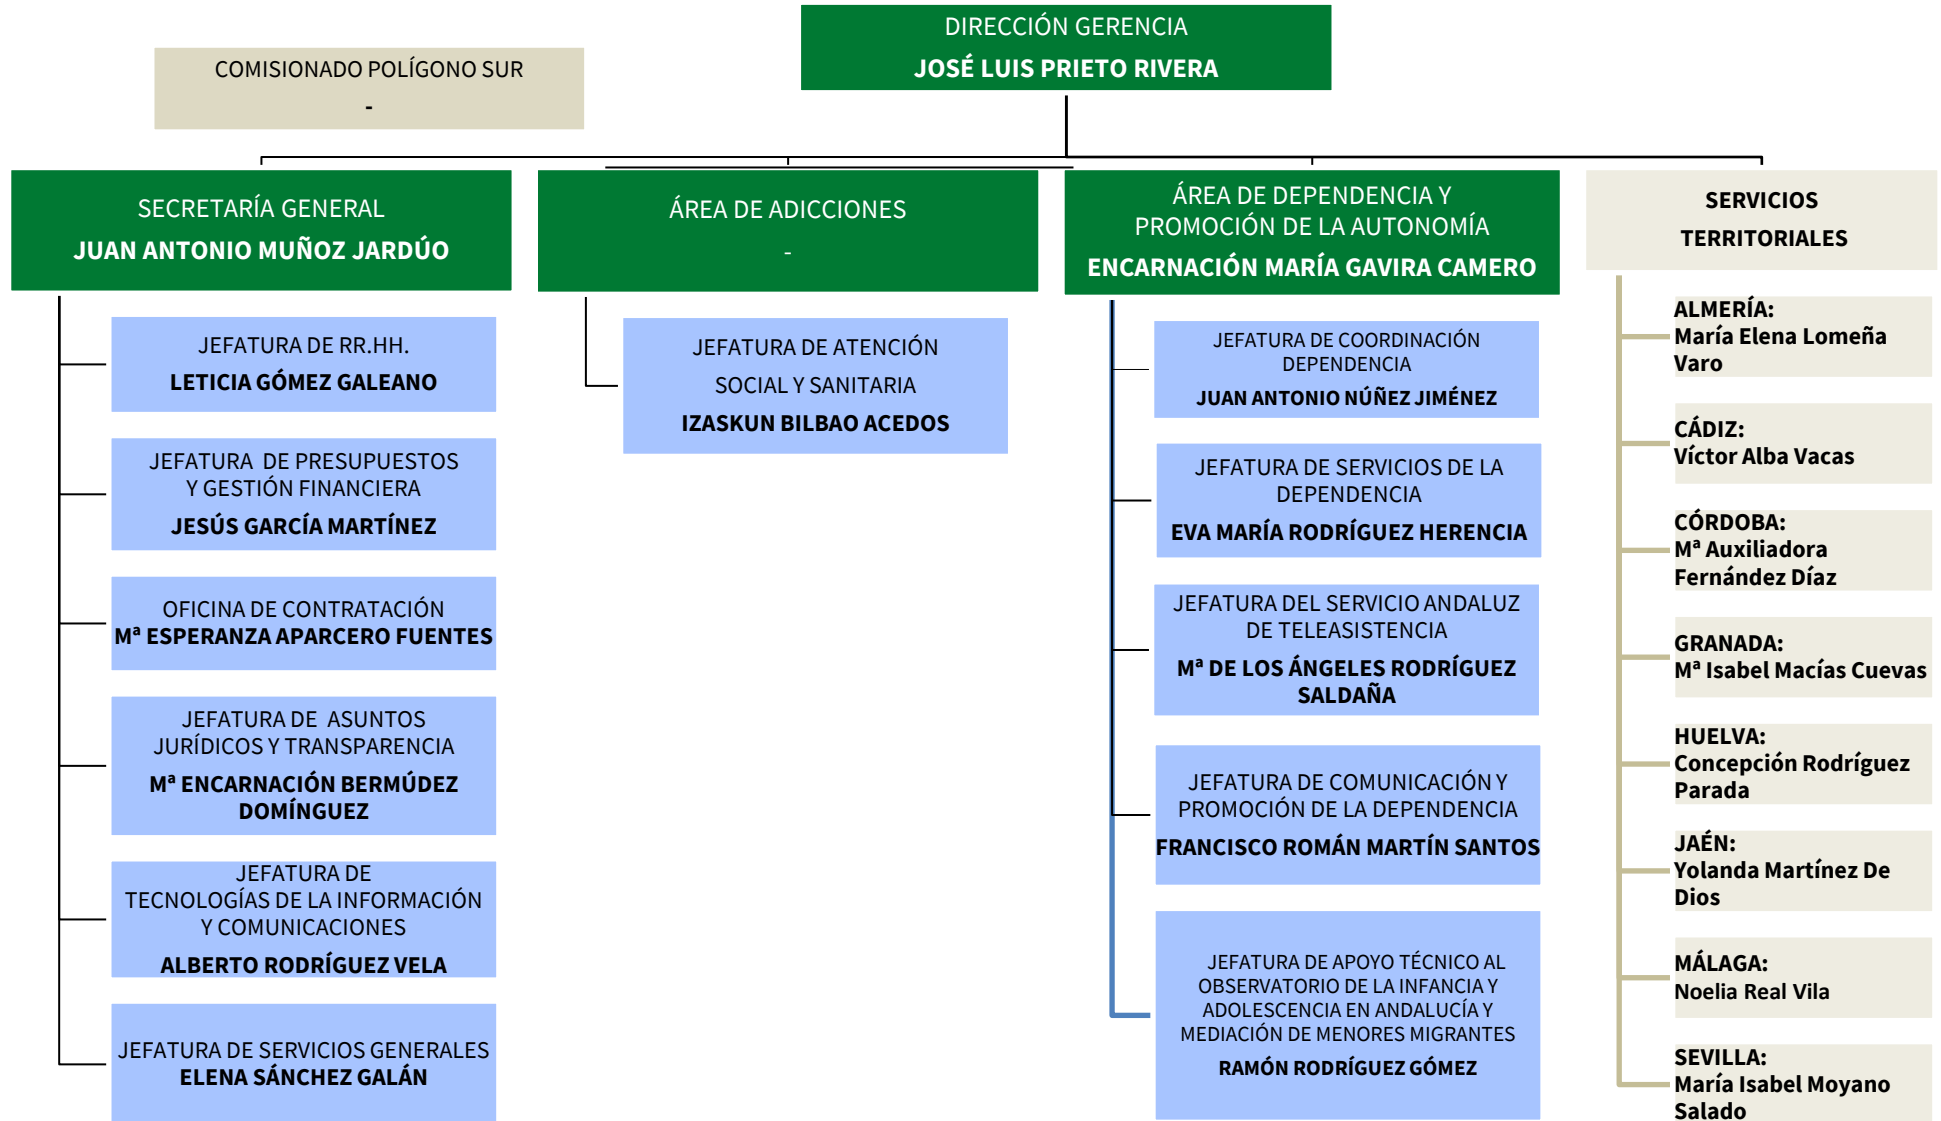 DIRECCIÓN GERENCIA
JOSÉ LUIS PRIETO RIVERA
COMISIONADO POLÍGONO SUR
-
SECRETARÍA GENERAL
JUAN ANTONIO MUÑOZ JARDÚO
JEFATURA DE RR.HH.
LETICIA GÓMEZ GALEANO
JEFATURA DE PRESUPUESTOS
Y GESTIÓN FINANCIERA
JESÚS GARCÍA MARTÍNEZ
OFICINA DE CONTRATACIÓN
Mª ESPERANZA APARCERO FUENTES
JEFATURA DE ASUNTOS
JURÍDICOS Y TRANSPARENCIA
Mª ENCARNACIÓN BERMÚDEZ
DOMÍNGUEZ
JEFATURA DE
TECNOLOGÍAS DE LA INFORMACIÓN
Y COMUNICACIONES
ALBERTO RODRÍGUEZ VELA
JEFATURA DE SERVICIOS GENERALES
ELENA SÁNCHEZ GALÁN
ÁREA DE ADICCIONES
-
JEFATURA DE ATENCIÓN
SOCIAL Y SANITARIA
IZASKUN BILBAO ACEDOS
ÁREA DE DEPENDENCIA Y
PROMOCIÓN DE LA AUTONOMÍA
ENCARNACIÓN MARÍA GAVIRA CAMERO
JEFATURA DE COORDINACIÓN
DEPENDENCIA
JUAN ANTONIO NÚÑEZ JIMÉNEZ
JEFATURA DE SERVICIOS DE LA
DEPENDENCIA
EVA MARÍA RODRÍGUEZ HERENCIA
JEFATURA DEL SERVICIO ANDALUZ
DE TELEASISTENCIA
Mª DE LOS ÁNGELES RODRÍGUEZ
SALDAÑA
JEFATURA DE COMUNICACIÓN Y
PROMOCIÓN DE LA DEPENDENCIA
FRANCISCO ROMÁN MARTÍN SANTOS
JEFATURA DE APOYO TÉCNICO AL
OBSERVATORIO DE LA INFANCIA Y
ADOLESCENCIA EN ANDALUCÍA Y
MEDIACIÓN DE MENORES MIGRANTES
RAMÓN RODRÍGUEZ GÓMEZ
SERVICIOS
TERRITORIALES
ALMERÍA:
María Elena Lomeña
Varo
CÁDIZ:
Víctor Alba Vacas
CÓRDOBA:
Mª Auxiliadora
Fernández Díaz
GRANADA:
Mª Isabel Macías Cuevas
HUELVA:
Concepción Rodríguez
Parada
JAÉN:
Yolanda Martínez De
Dios
MÁLAGA:
Noelia Real Vila
SEVILLA:
María Isabel Moyano
Salado